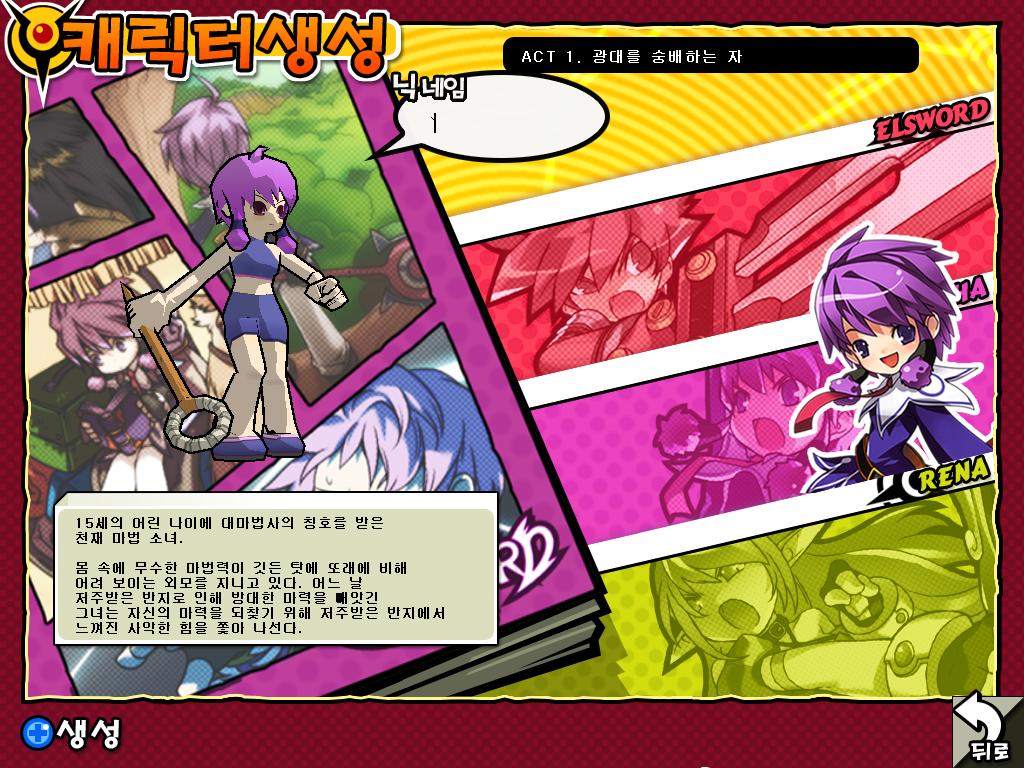 캐릭터생성
ACT 1. 광대를 숭배하는 자
닉네임
ELSWORD
RENA
15세의 어린 나이에 대마법사의 칭호를 받은
천재 마법 소녀.
몸 속에 무수한 마법력이 깃든 탓에 또래에 비해
어려 보이는 외모를 지니고 있다. 어느 날
저주받은 반지로 인해 방대한 마력을 빼앗긴
그녀는 자신의 마력을 되찾기 위해 저주받은 반지에서
느껴진 사악한 힘을 쫓아 나선다.
생성
뒤로